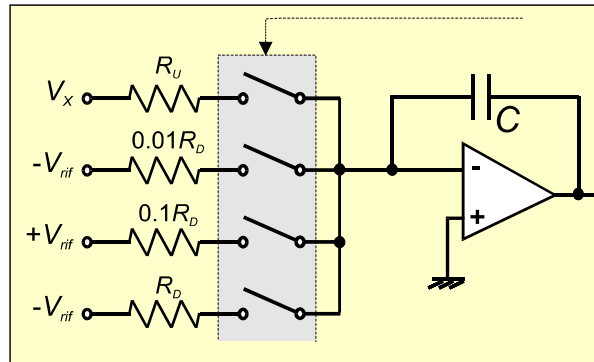 R_U
V_X
0.01R_D
-V_rif
C
0.1R_D
+V_rif
R_D
-V_rif
-
+